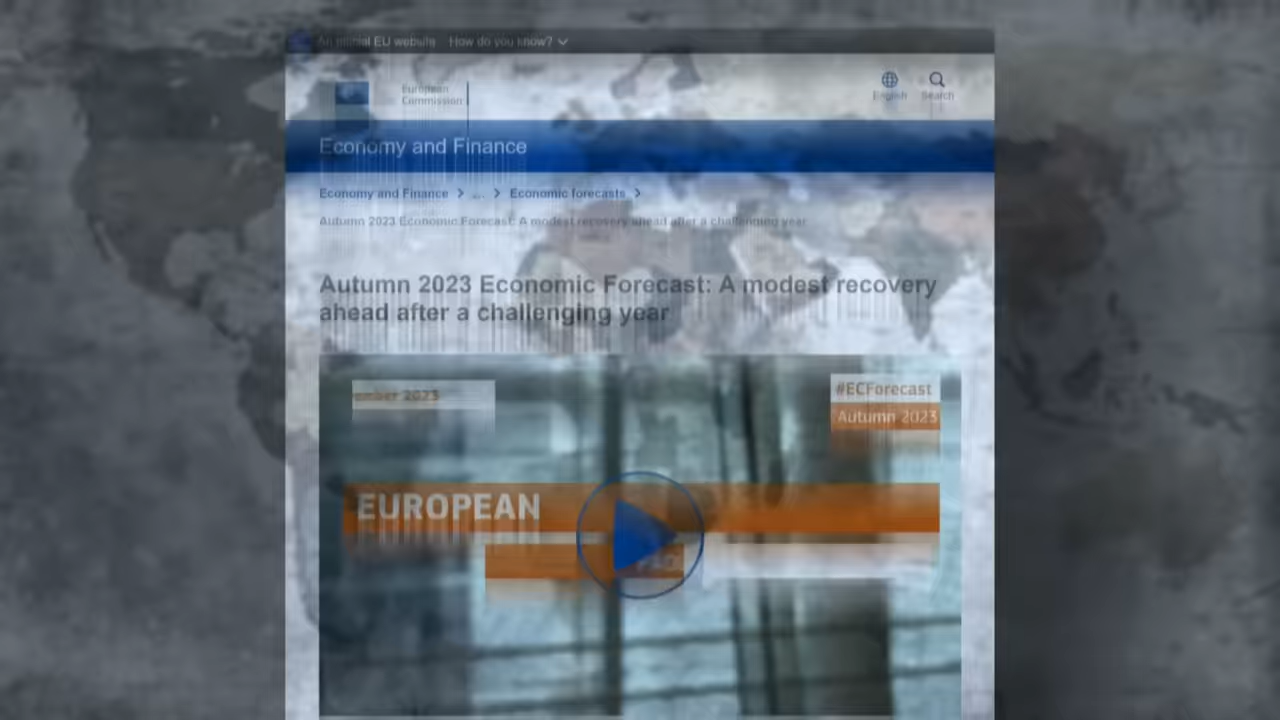 An official EU website How do you know?
European
Commission
English
Search
Economy and Finance
Economy and Finance > ... > Economic forecasts >
Autumn 2023 Economic Forecast: A modest recovery ahead after a challenging year
Autumn 2023 Economic Forecast: A modest recovery
ahead after a challenging year
ember 2023
#ECForecast
Autumn 2023
EUROPEAN